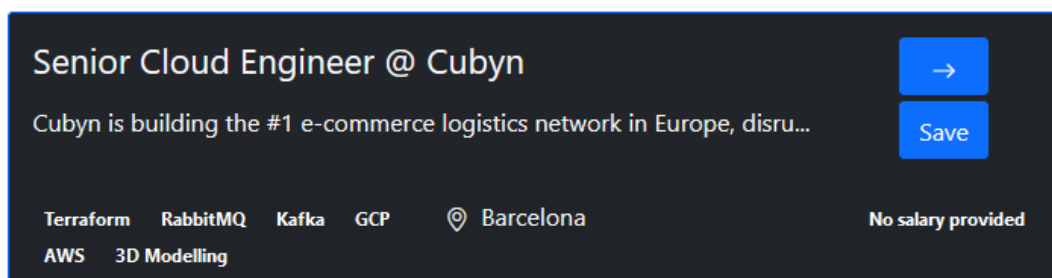 Senior Cloud Engineer @ Cubyn
→
Cubyn is building the #1 e-commerce logistics network in Europe, disru...
Save
Terraform RabbitMQ Kafka GCP
AWS 3D Modelling
Barcelona
No salary provided